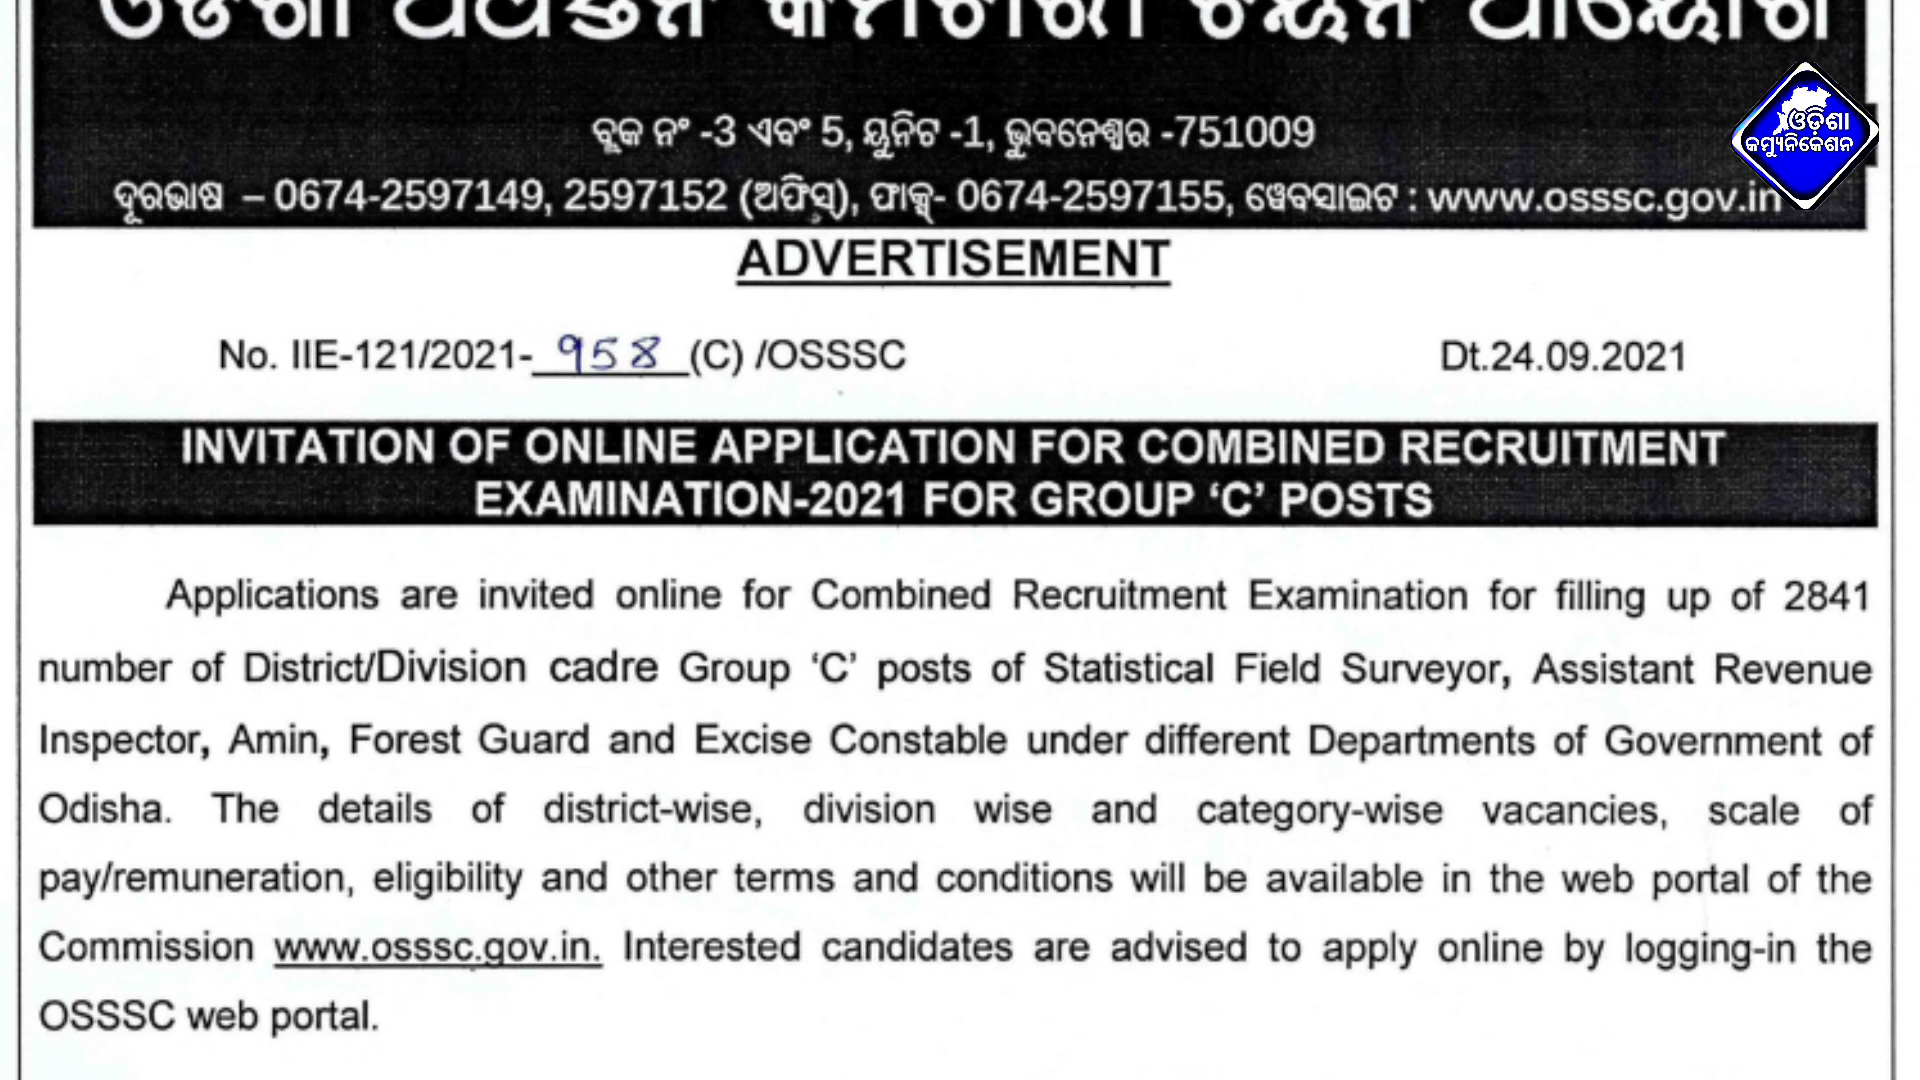 ଓଡିଶା ଅଧସ୍ତନ କର୍ମଚାରୀ ଚୟନ ଆୟୋଗ
ବ୍ଲକ ନଂ -3 ଏବଂ 5, ୟୁନିଟ -1, ଭୁବନେଶ୍ୱର -751009
ଦୂରଭାଷ – 0674-2597149, 2597152 (ଅଫିସ୍), ଫାକ୍ସ- 0674-2597155, ୱେବସାଇଟ : www.osssc.gov.in
ଓଡ଼ିଶା
କମ୍ୟୁନିକେଶନ
ADVERTISEMENT
No. IIE-121/2021- 958 (C) /OSSSC Dt.24.09.2021
INVITATION OF ONLINE APPLICATION FOR COMBINED RECRUITMENT
EXAMINATION-2021 FOR GROUP ‘C’ POSTS
Applications are invited online for Combined Recruitment Examination for filling up of 2841
number of District/Division cadre Group ‘C’ posts of Statistical Field Surveyor, Assistant Revenue
Inspector, Amin, Forest Guard and Excise Constable under different Departments of Government of
Odisha. The details of district-wise, division wise and category-wise vacancies, scale of
pay/remuneration, eligibility and other terms and conditions will be available in the web portal of the
Commission www.osssc.gov.in. Interested candidates are advised to apply online by logging-in the
OSSSC web portal.